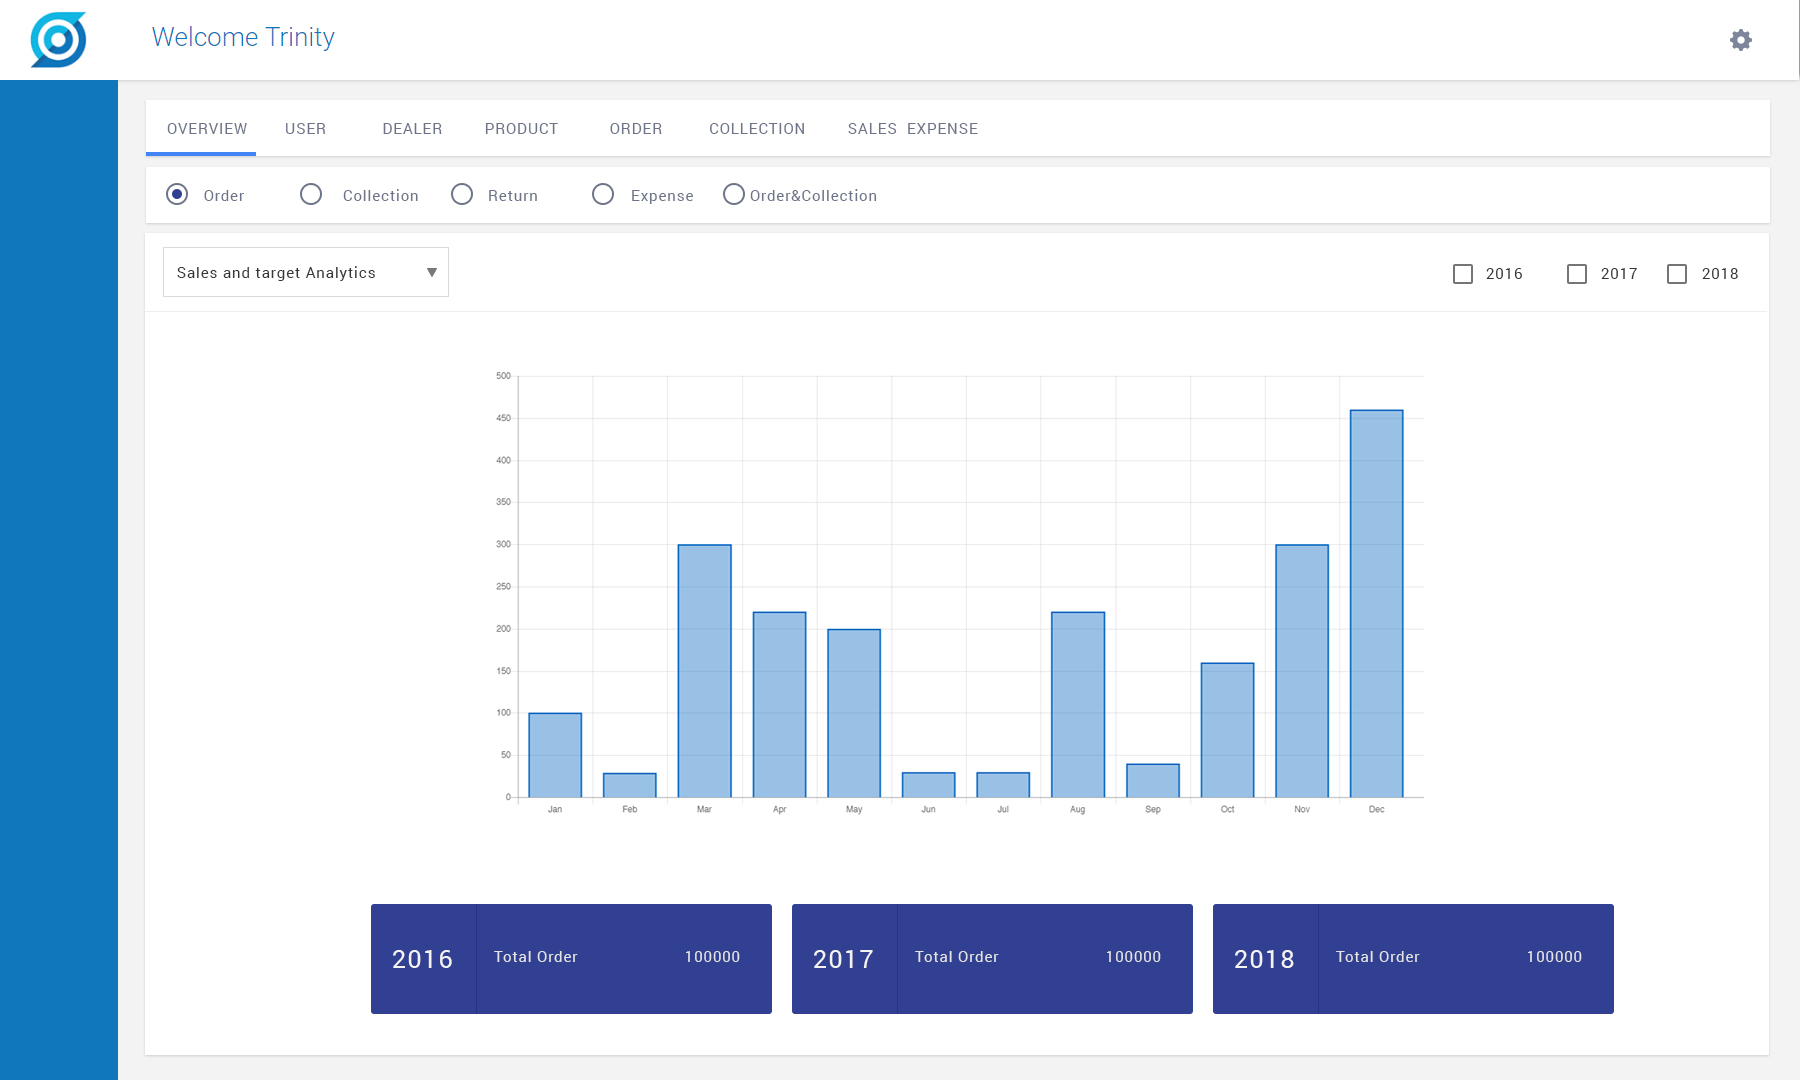 Welcome Trinity
OVERVIEW USER DEALER PRODUCT ORDER COLLECTION SALES EXPENSE
Order Collection Return Expense Order&Collection
Sales and target Analytics 2016 2017 2018
500
450
400
350
300
250
200
150
100
50
0
Jan Feb Mar Apr May Jun Jul Aug Sep Oct Nov Dec
2016 Total Order 100000
2017 Total Order 100000
2018 Total Order 100000